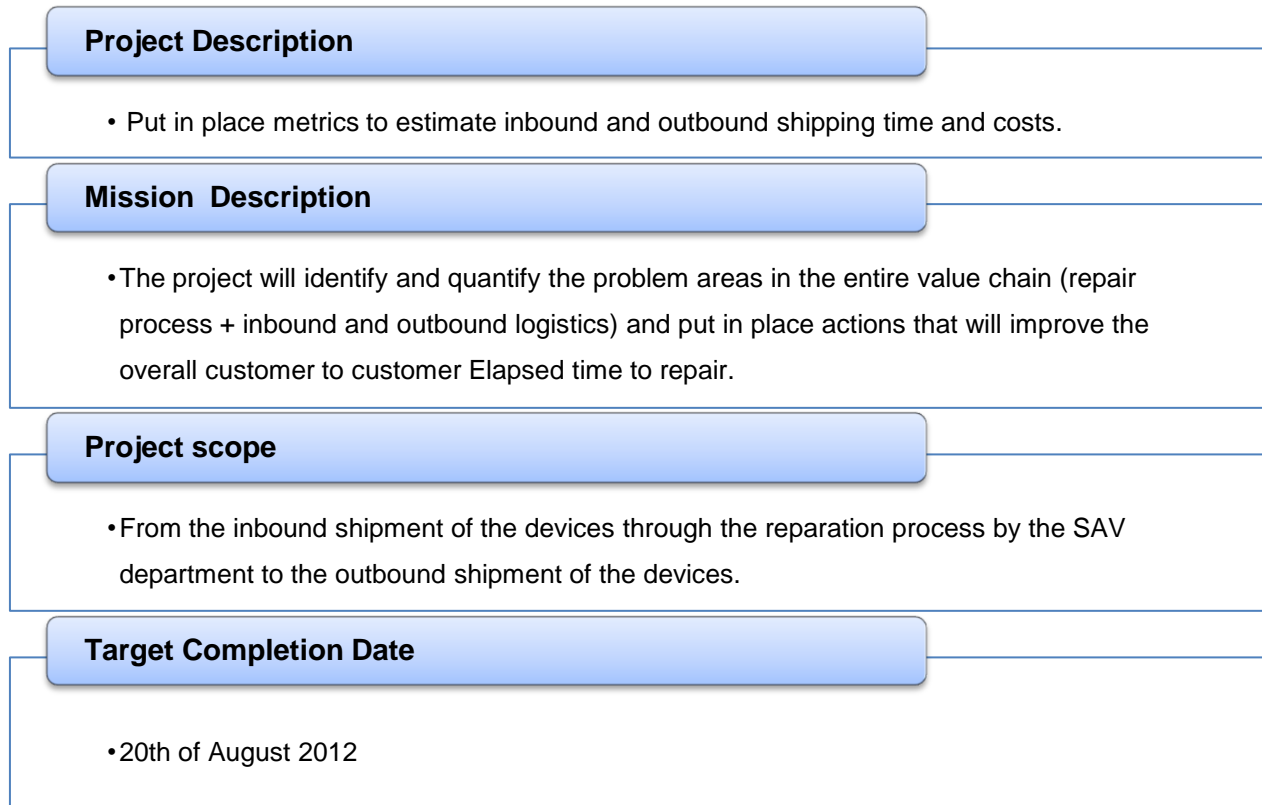 Project Description
• Put in place metrics to estimate inbound and outbound shipping time and costs.
Mission Description
•The project will identify and quantify the problem areas in the entire value chain (repair
process + inbound and outbound logistics) and put in place actions that will improve the
overall customer to customer Elapsed time to repair.
Project scope
•From the inbound shipment of the devices through the reparation process by the SAV
department to the outbound shipment of the devices.
Target Completion Date
•20th of August 2012